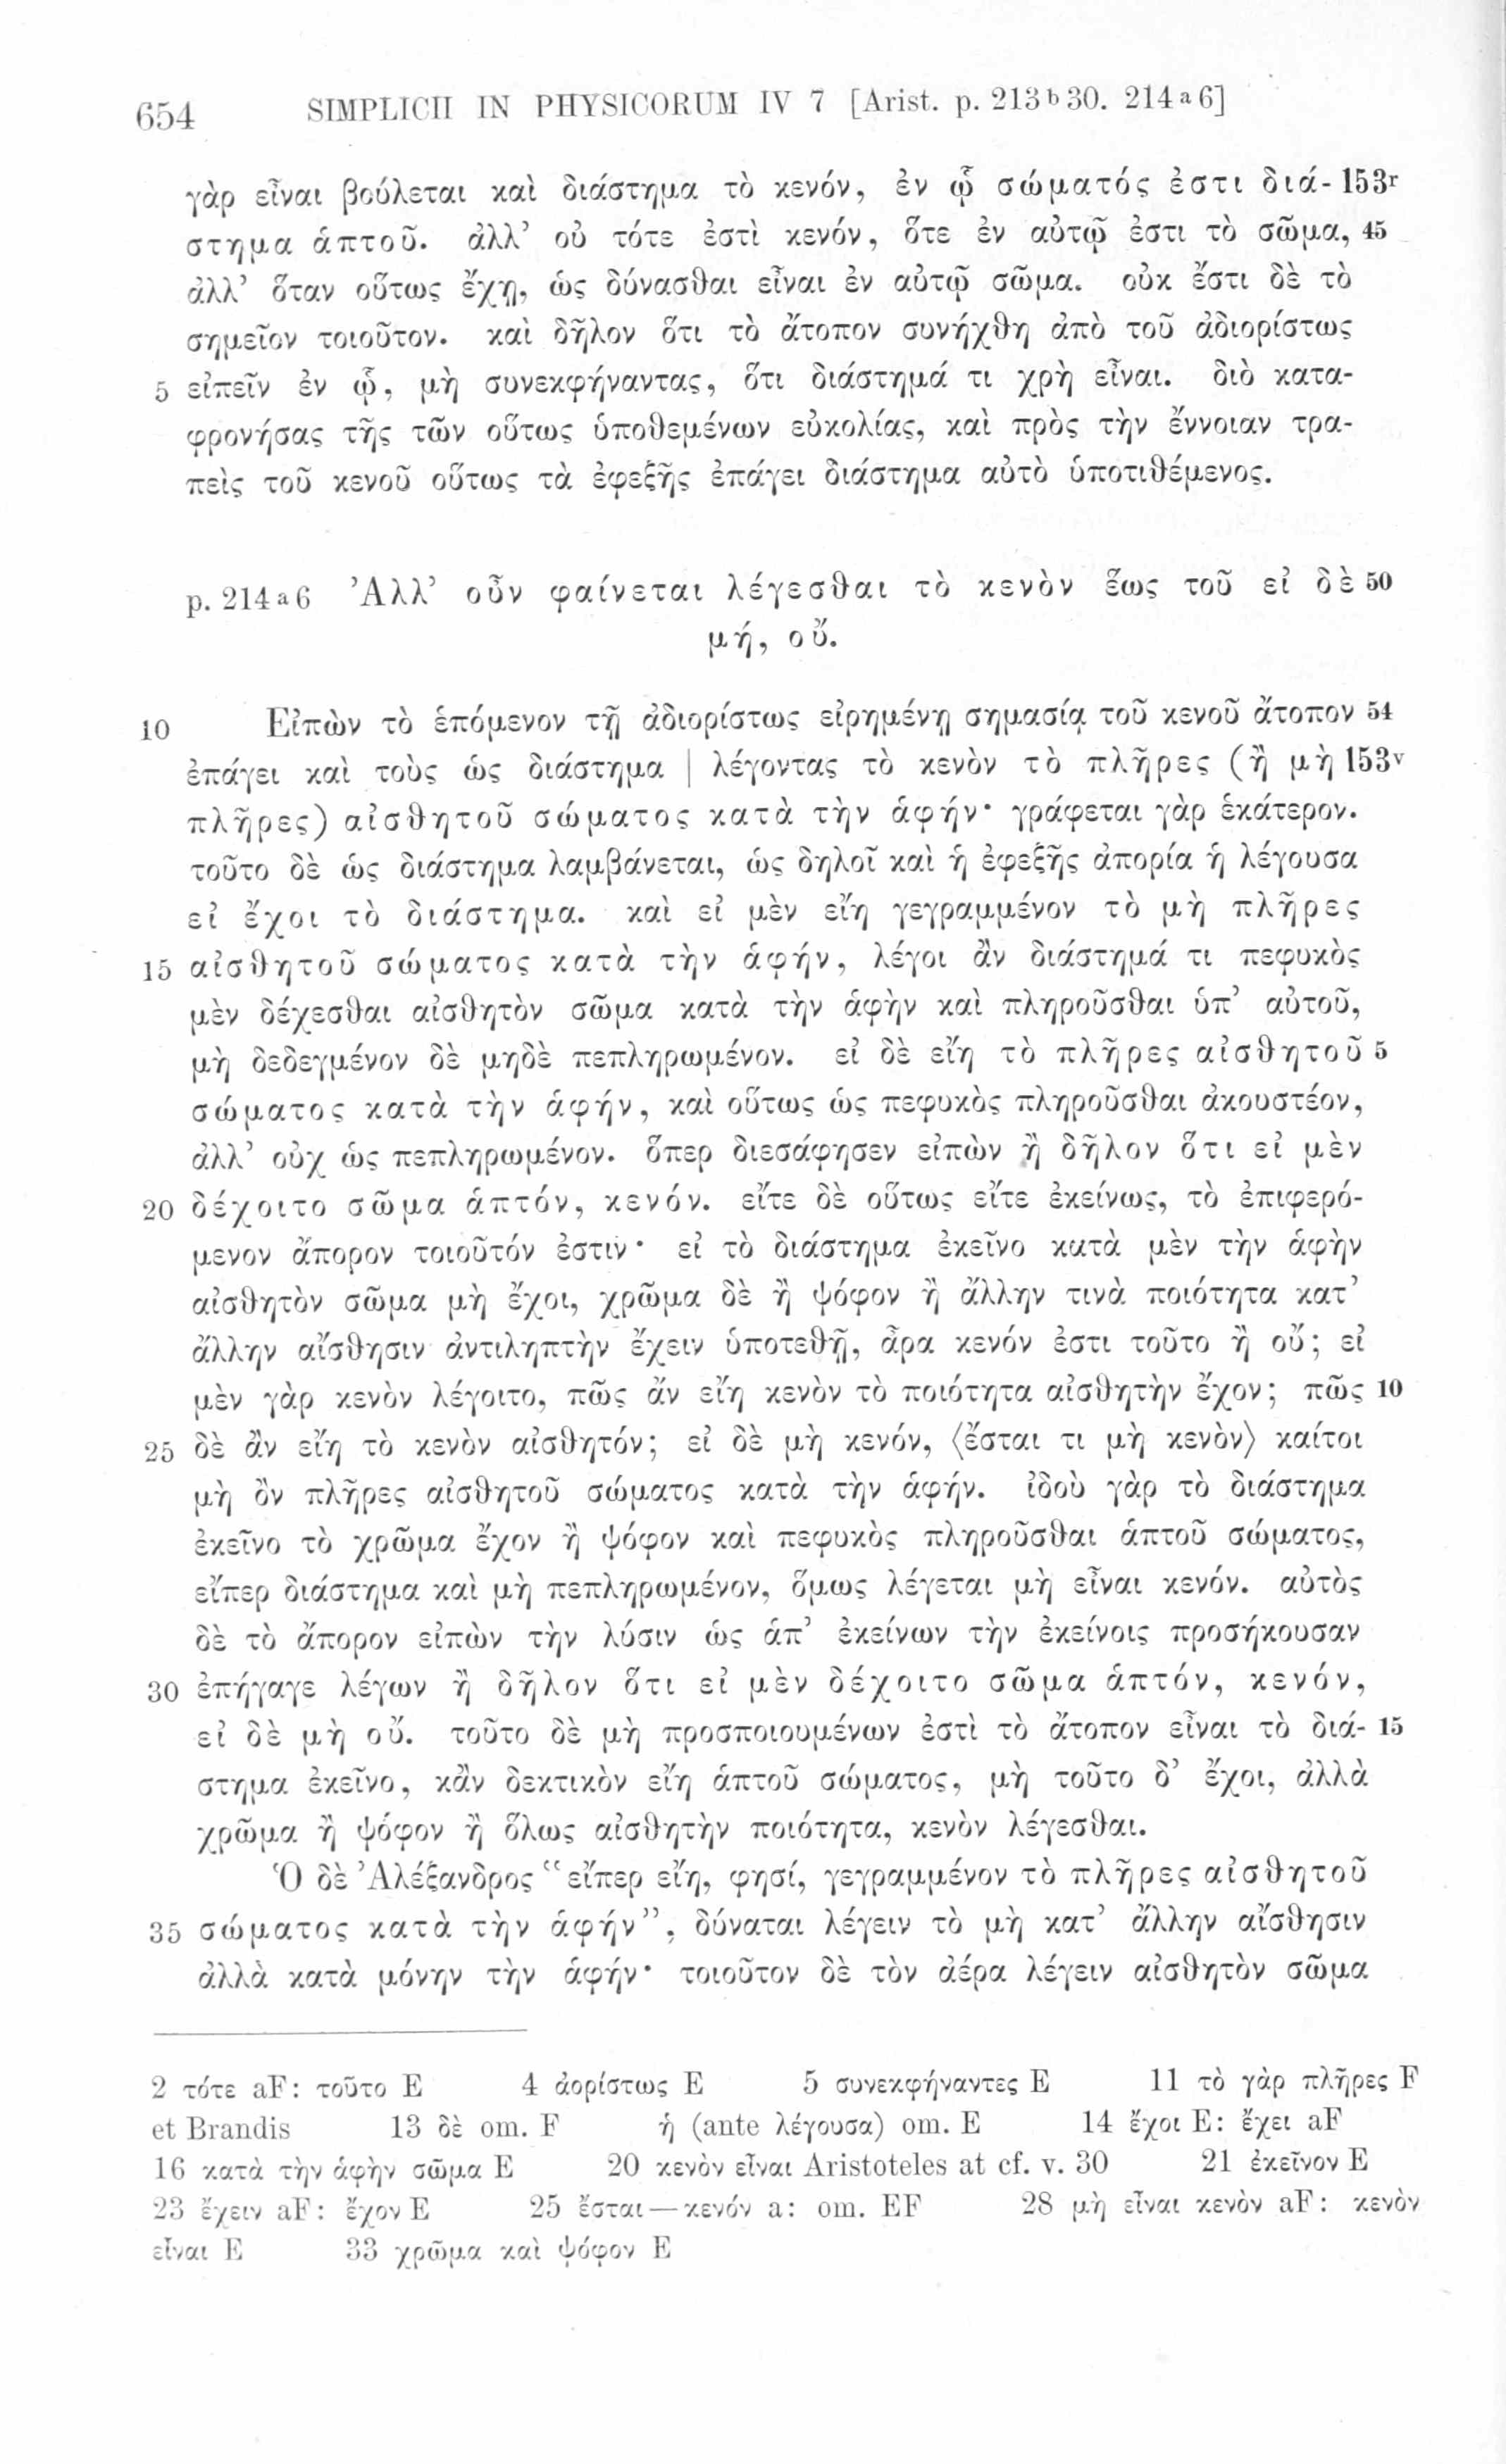 654 SIMPLICII IN PHYSICORUM IV 7 [Arist. p. 213b30. 214a6]
γὰρ εἶναι βούλεται καὶ διάστημα τὸ κενόν, ἐν ᾧ σώματός ἐστι διά- 153r
στημα ἁπτοῦ. ἀλλ’ οὐ τότε ἐστὶ κενόν, ὅτε ἐν αὐτῷ ἐστι τὸ σῶμα, 45
ἀλλ’ ὅταν οὕτως ἔχῃ, ὡς δύνασθαι εἶναι ἐν αὐτῷ σῶμα. οὐκ ἔστι δὲ τὸ
σημεῖον τοιοῦτον. καὶ δῆλον ὅτι τὸ ἄτοπον συνήχθη ἀπὸ τοῦ ἀδιορίστως
5 εἰπεῖν ἐν ᾧ, μὴ συνεκφήναντας, ὅτι διάστημά τι χρὴ εἶναι. διὸ κατα-
φρονήσας τῆς τῶν οὕτως ὑποθεμένων εὐκολίας, καὶ πρὸς τὴν ἔννοιαν τρα-
πεὶς τοῦ κενοῦ οὕτως τὰ ἐφεξῆς ἐπάγει διάστημα αὐτὸ ὑποτιθέμενος.
p. 214a6 Ἀλλ’ οὖν φαίνεται λέγεσθαι τὸ κενὸν ἕως τοῦ εἰ δὲ 50
μή, οὔ.
10 Εἰπὼν τὸ ἑπόμενον τῇ ἀδιορίστως εἰρημένῃ σημασίᾳ τοῦ κενοῦ ἄτοπον 54
ἐπάγει καὶ τοὺς ὡς διάστημα | λέγοντας τὸ κενὸν τὸ πλῆρες (ἢ μὴ 153v
πλῆρες) αἰσθητοῦ σώματος κατὰ τὴν ἁφήν· γράφεται γὰρ ἑκάτερον.
τοῦτο δὲ ὡς διάστημα λαμβάνεται, ὡς δηλοῖ καὶ ἡ ἐφεξῆς ἀπορία ἡ λέγουσα
εἰ ἔχοι τὸ διάστημα. καὶ εἰ μὲν εἴη γεγραμμένον τὸ μὴ πλῆρες
15 αἰσθητοῦ σώματος κατὰ τὴν ἁφήν, λέγοι ἂν διάστημά τι πεφυκὸς
μὲν δέχεσθαι αἰσθητὸν σῶμα κατὰ τὴν ἁφὴν καὶ πληροῦσθαι ὑπ’ αὐτοῦ,
μὴ δεδεγμένον δὲ μηδὲ πεπληρωμένον. εἰ δὲ εἴη τὸ πλῆρες αἰσθητοῦ 5
σώματος κατὰ τὴν ἁφήν, καὶ οὕτως ὡς πεφυκὸς πληροῦσθαι ἀκουστέον,
ἀλλ’ οὐχ ὡς πεπληρωμένον. ὅπερ διεσάφησεν εἰπὼν ἢ δῆλον ὅτι εἰ μὲν
20 δέχοιτο σῶμα ἁπτόν, κενόν. εἴτε δὲ οὕτως εἴτε ἐκείνως, τὸ ἐπιφερό-
μενον ἄπορον τοιοῦτόν ἐστιν· εἰ τὸ διάστημα ἐκεῖνο κατὰ μὲν τὴν ἁφὴν
αἰσθητὸν σῶμα μὴ ἔχοι, χρῶμα δὲ ἢ ψόφον ἢ ἄλλην τινὰ ποιότητα κατ’
ἄλλην αἴσθησιν ἀντιληπτὴν ἔχειν ὑποτεθῇ, ἆρα κενόν ἐστι τοῦτο ἢ οὔ; εἰ
μὲν γὰρ κενὸν λέγοιτο, πῶς ἂν εἴη κενὸν τὸ ποιότητα αἰσθητὴν ἔχον; πῶς 10
25 δὲ ἂν εἴη τὸ κενὸν αἰσθητόν; εἰ δὲ μὴ κενόν, ⟨ἔσται τι μὴ κενὸν⟩ καίτοι
μὴ ὂν πλῆρες αἰσθητοῦ σώματος κατὰ τὴν ἁφήν. ἰδοὺ γὰρ τὸ διάστημα
ἐκεῖνο τὸ χρῶμα ἔχον ἢ ψόφον καὶ πεφυκὸς πληροῦσθαι ἁπτοῦ σώματος,
εἴπερ διάστημα καὶ μὴ πεπληρωμένον, ὅμως λέγεται μὴ εἶναι κενόν. αὐτὸς
δὲ τὸ ἄπορον εἰπὼν τὴν λύσιν ὡς ἀπ’ ἐκείνων τὴν ἐκείνοις προσήκουσαν
30 ἐπήγαγε λέγων ἢ δῆλον ὅτι εἰ μὲν δέχοιτο σῶμα ἁπτόν, κενόν,
εἰ δὲ μὴ οὔ. τοῦτο δὲ μὴ προσποιουμένων ἐστὶ τὸ ἄτοπον εἶναι τὸ διά- 15
στημα ἐκεῖνο, κἂν δεκτικὸν εἴη ἁπτοῦ σώματος, μὴ τοῦτο δ’ ἔχοι, ἀλλὰ
χρῶμα ἢ ψόφον ἢ ὅλως αἰσθητὴν ποιότητα, κενὸν λέγεσθαι.
Ὁ δὲ Ἀλέξανδρος “εἴπερ εἴη, φησί, γεγραμμένον τὸ πλῆρες αἰσθητοῦ
35 σώματος κατὰ τὴν ἁφήν”, δύναται λέγειν τὸ μὴ κατ’ ἄλλην αἴσθησιν
ἀλλὰ κατὰ μόνην τὴν ἁφήν· τοιοῦτον δὲ τὸν ἀέρα λέγειν αἰσθητὸν σῶμα
2 τότε aF: τοῦτο E 4 ἀορίστως E 5 συνεκφήναντες E 11 τὸ γὰρ πλῆρες F
et Brandis 13 δὲ om. F ἡ (ante λέγουσα) om. E 14 ἔχοι E: ἔχει aF
16 κατὰ τὴν ἁφὴν σῶμα E 20 κενὸν εἶναι Aristoteles at cf. v. 30 21 ἐκεῖνον E
23 ἔχειν aF: ἔχον E 25 ἔσται — κενόν a: om. EF 28 μὴ εἶναι κενὸν aF: κενὸν
εἶναι E 33 χρῶμα καὶ ψόφον E